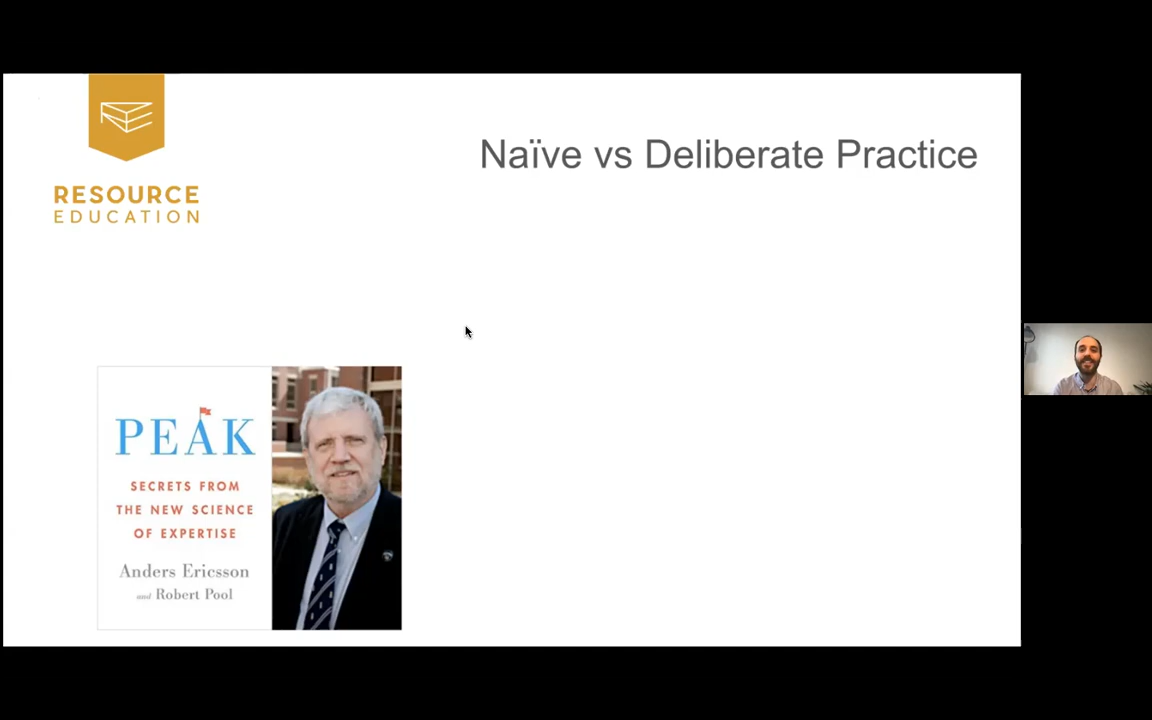 RESOURCE
EDUCATION
Naïve vs Deliberate Practice
PEAK
SECRETS FROM
THE NEW SCIENCE
OF EXPERTISE
Anders Ericsson
and Robert Pool